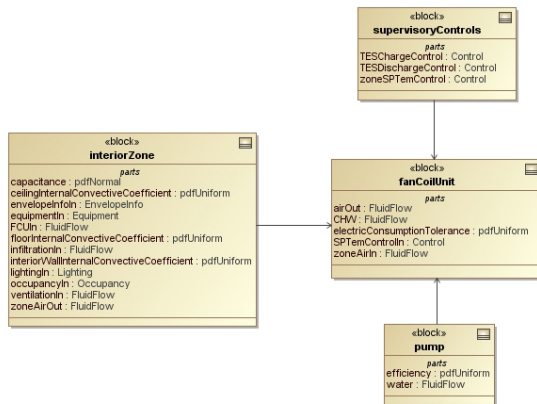 «block»
supervisoryControls
parts
TESChargeControl : Control
TESDischargeControl : Control
zoneSPTemControl : Control
«block»
interiorZone
parts
capacitance : pdfNormal
ceilingInternalConvectiveCoefficient : pdfUniform
envelopeInfoIn : EnvelopeInfo
equipmentIn : Equipment
FCUIn : FluidFlow
floorInternalConvectiveCoefficient : pdfUniform
infiltrationIn : FluidFlow
interiorWallInternalConvectiveCoefficient : pdfUniform
lightingIn : Lighting
occupancyIn : Occupancy
ventilationIn : FluidFlow
zoneAirOut : FluidFlow
«block»
fanCoilUnit
parts
airOut : FluidFlow
CHW : FluidFlow
electricConsumptionTolerance : pdfUniform
SPTemControlIn : Control
zoneAirIn : FluidFlow
«block»
pump
parts
efficiency : pdfUniform
water : FluidFlow